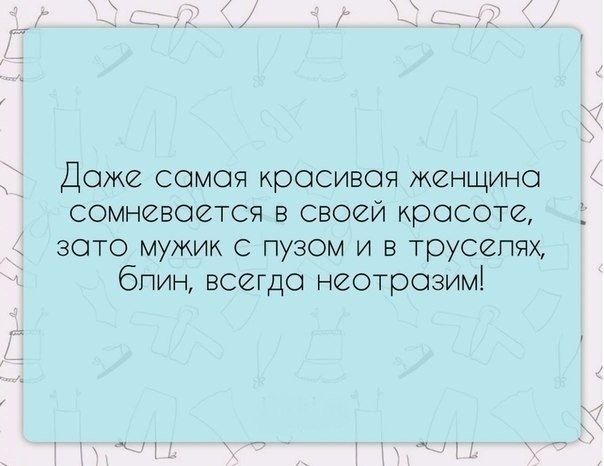 Даже самая красивая женщина
сомневается в своей красоте,
зато мужик с пузом и в труселях,
блин, всегда неотразим!